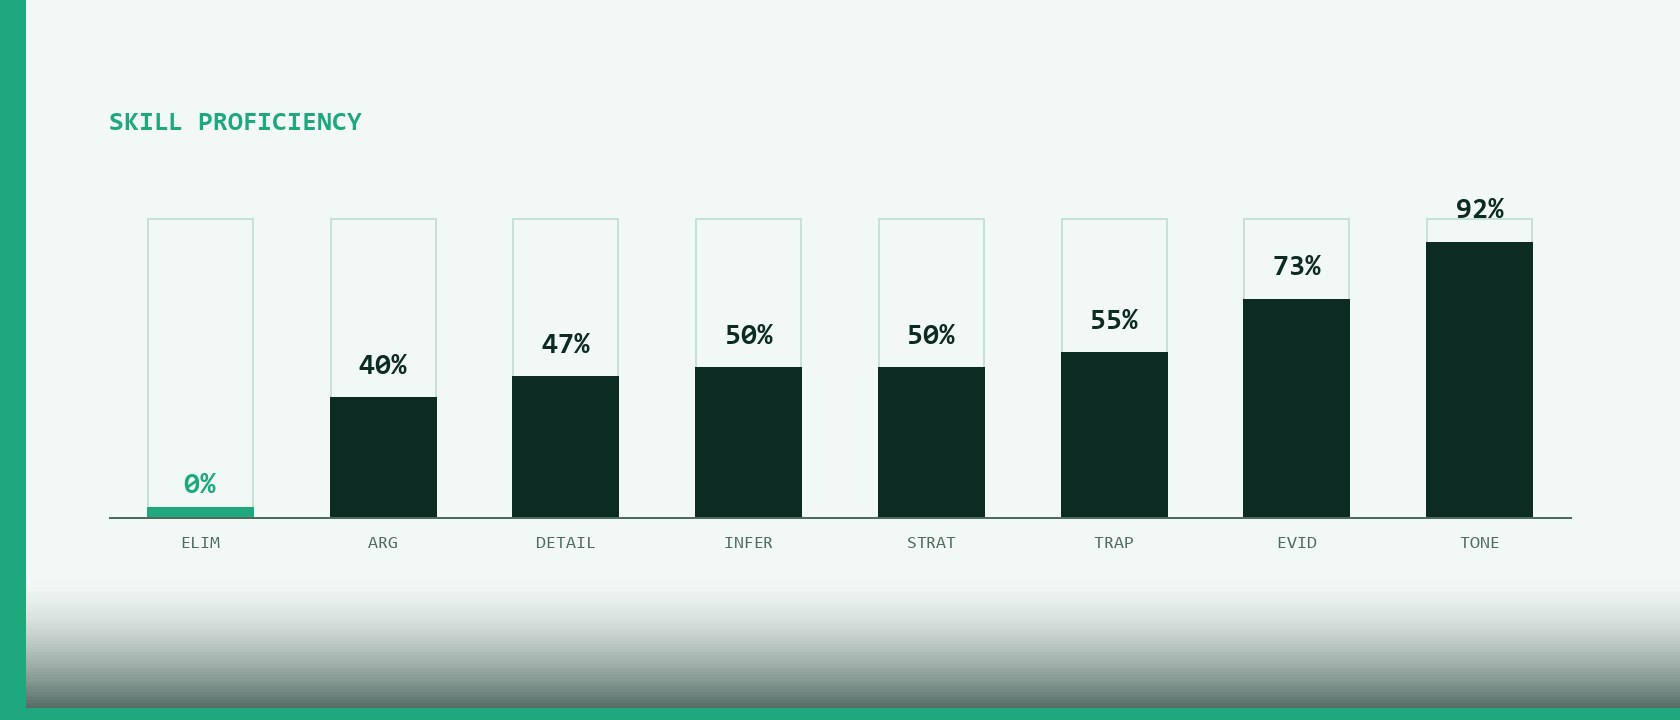 SKILL PROFICIENCY
0%
40%
47%
50%
50%
55%
73%
92%
ELIM
ARG
DETAIL
INFER
STRAT
TRAP
EVID
TONE